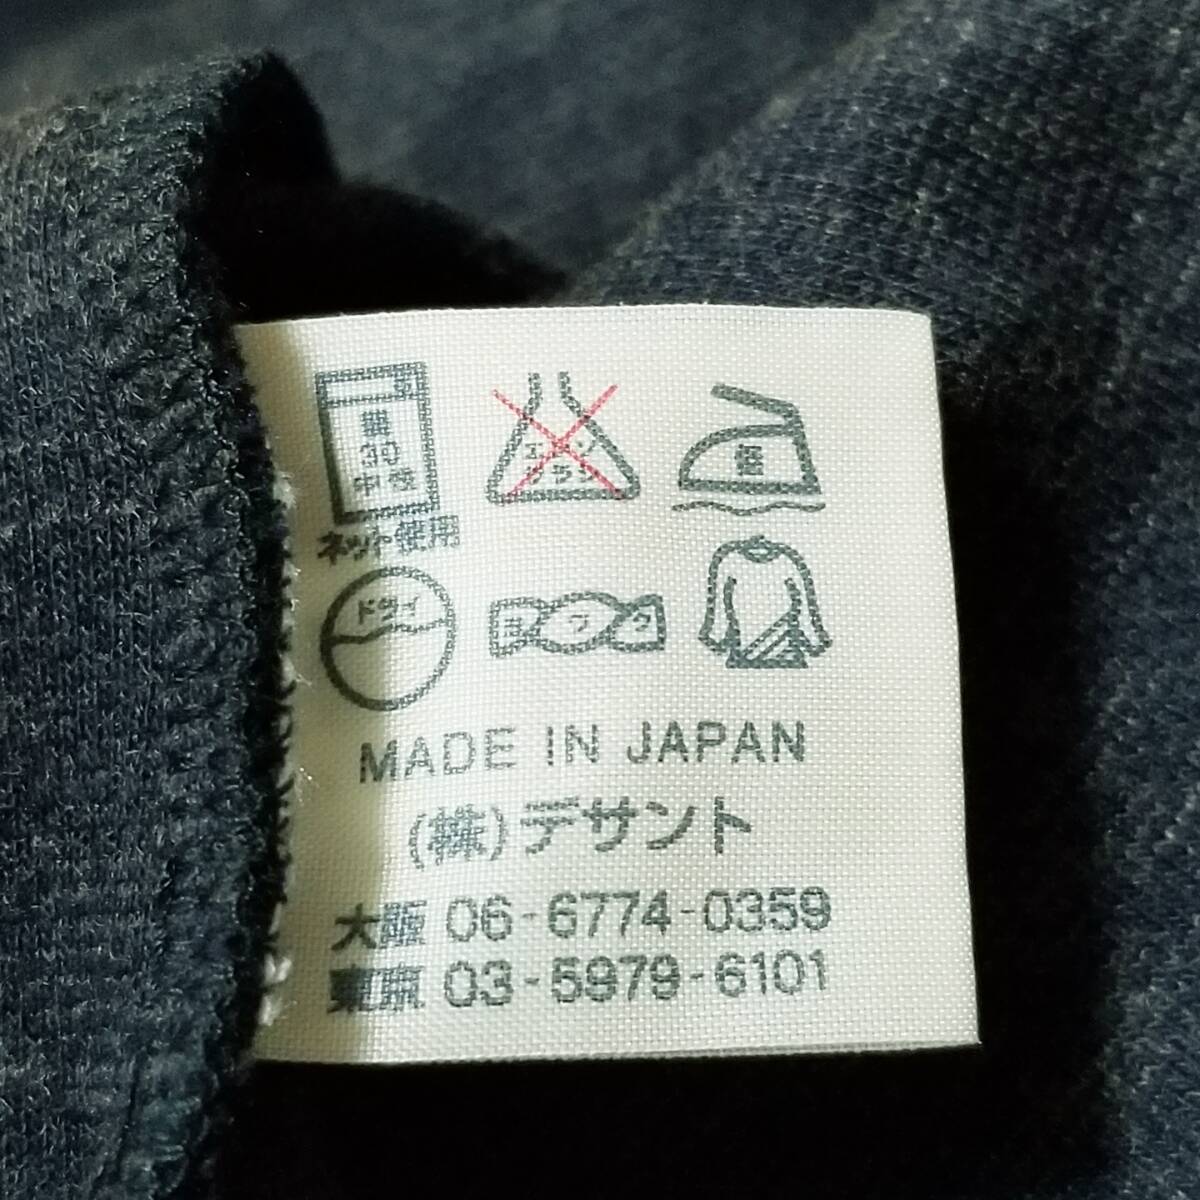 弱
30
中性
ネット使用
エンソ
サラシ
低
ドライ
ヨワク
MADE IN JAPAN
(株)デサント
大阪 06-6774-0359
東京 03-5979-6101